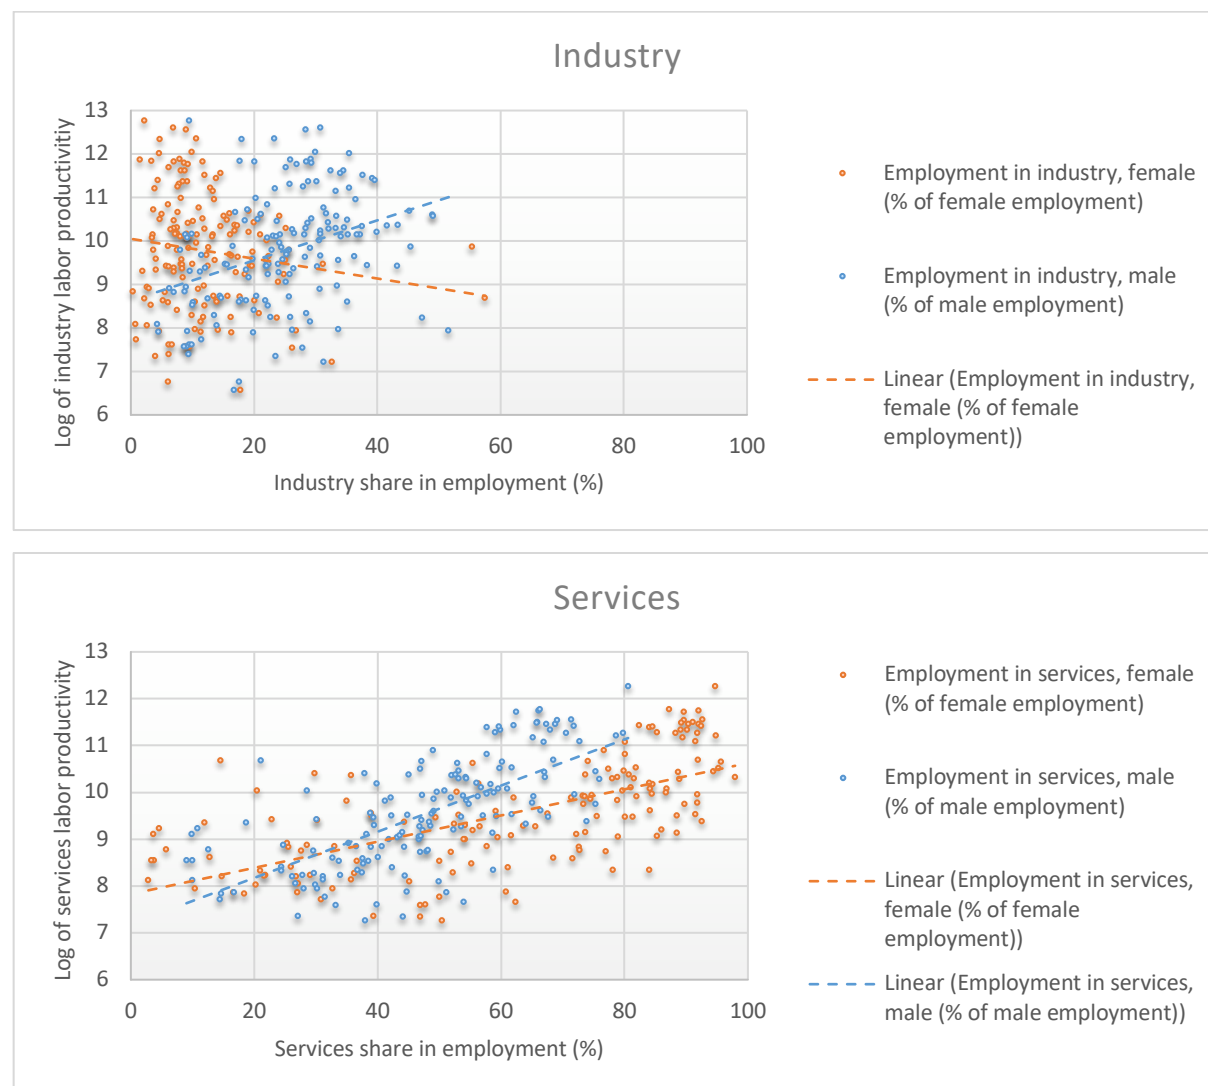 Industry
Log of industry labor productivitiy
13
12
11
10
9
8
7
6
0
20
40
60
80
100
Industry share in employment (%)
Employment in industry, female
(% of female employment)
Employment in industry, male
(% of male employment)
Linear (Employment in industry,
female (% of female
employment))
Services
Log of services labor productivity
13
12
11
10
9
8
7
6
0
20
40
60
80
100
Services share in employment (%)
Employment in services, female
(% of female employment)
Employment in services, male
(% of male employment)
Linear (Employment in services,
female (% of female
employment))
Linear (Employment in services,
male (% of male employment))